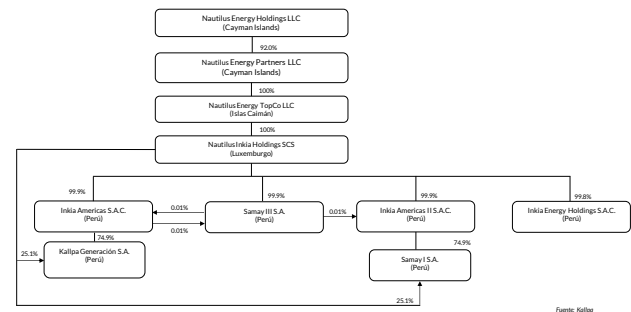 Nautilus Energy Holdings LLC
(Cayman Islands)
92.0%
Nautilus Energy Partners LLC
(Cayman Islands)
100%
Nautilus Energy TopCo LLC
(Islas Caimán)
100%
Nautilus Inkia Holdings SCS
(Luxemburgo)
99.9%
99.9%
99.9%
99.8%
Inkia Americas S.A.C.
(Perú)
0.01%
0.01%
Samay III S.A.
(Perú)
0.01%
Inkia Americas II S.A.C.
(Perú)
Inkia Energy Holdings S.A.C.
(Perú)
74.9%
74.9%
25.1%
Kallpa Generación S.A.
(Perú)
Samay I S.A.
(Perú)
25.1%
Fuente: Kallpa